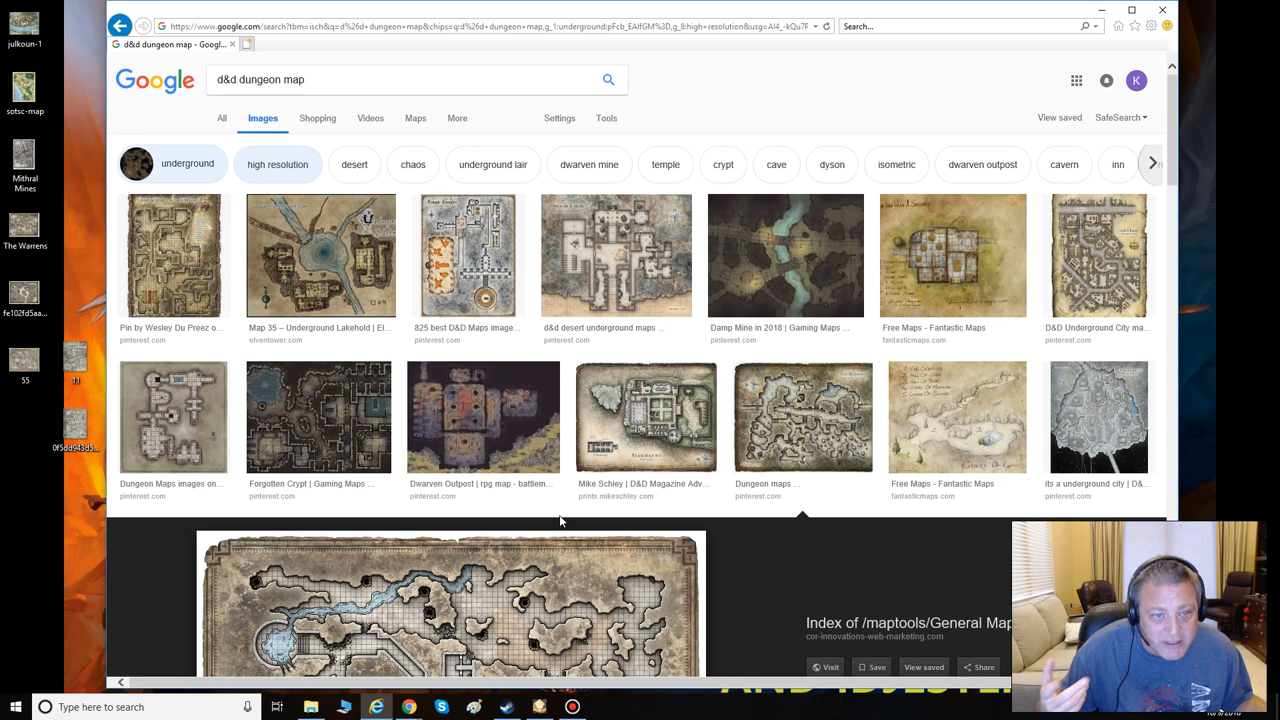 julkoun-1
sotsc-map
Mithral
Mines
The Warrens
fe102fd5aa...
55
11
0f5dd943d5...
https://www.google.com/search?tbm=isch&q=d%26d+dungeon+map&chips=q:d%26d+dungeon+map,g_1:underground
Search...
d&d dungeon map - Googl...
Google
d&d dungeon map
K
All
Images
Shopping
Videos
Maps
More
Settings
Tools
View saved
SafeSearch
underground
high resolution
desert
chaos
underground lair
dwarven mine
temple
crypt
cave
dyson
isometric
dwarven outpost
cavern
inn
Pin by Wesley Du Preez o...
pinterest.com
Map 35 – Underground Lakehold | El...
elventower.com
825 best D&D Maps image...
pinterest.com
d&d desert underground maps ...
pinterest.com
Damp Mine in 2018 | Gaming Maps ...
pinterest.com
Free Maps - Fantastic Maps
fantasticmaps.com
D&D Underground City ma...
pinterest.com
Dungeon Maps images on...
pinterest.com
Forgotten Crypt | Gaming Maps ...
pinterest.com
Dwarven Outpost | rpg map - battlem...
pinterest.com
Mike Schley | D&D Magazine Adv...
prints.mikeschley.com
Dungeon maps ...
pinterest.com
Free Maps - Fantastic Maps
fantasticmaps.com
its a underground city | D&...
pinterest.com
Index of /maptools/General Map
cor-innovations-web-marketing.com
Visit
Save
View saved
Share
Type here to search